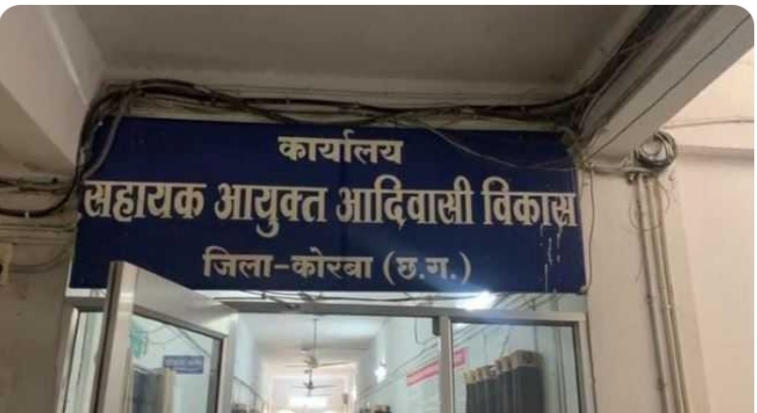 कार्यालय
सहायक आयुक्त आदिवासी विकास
जिला-कोरबा (छ.ग.)